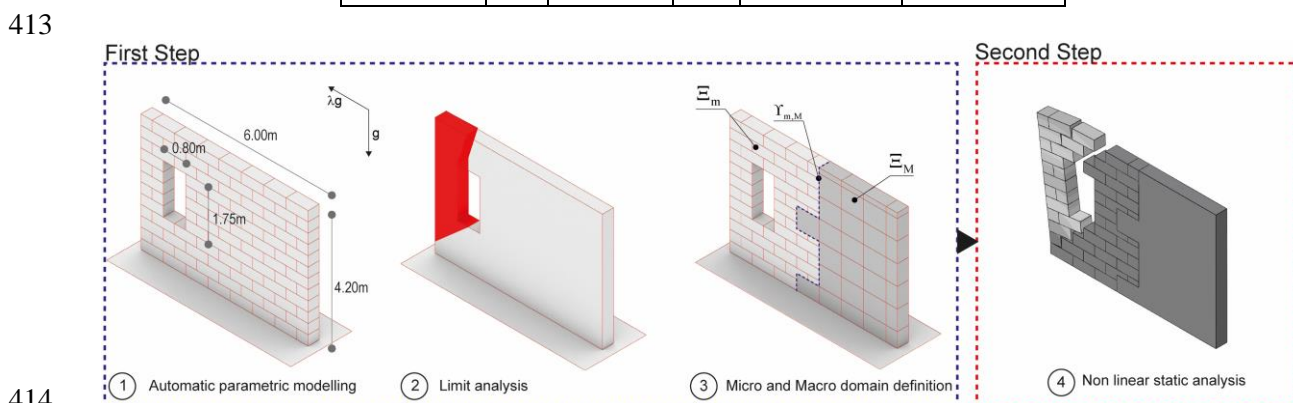 413
First Step
Second Step
λg
g
6.00m
0.80m
1.75m
4.20m
Ξm
ϒm,M
ΞM
1 Automatic parametric modelling
2 Limit analysis
3 Micro and Macro domain definition
4 Non linear static analysis
414